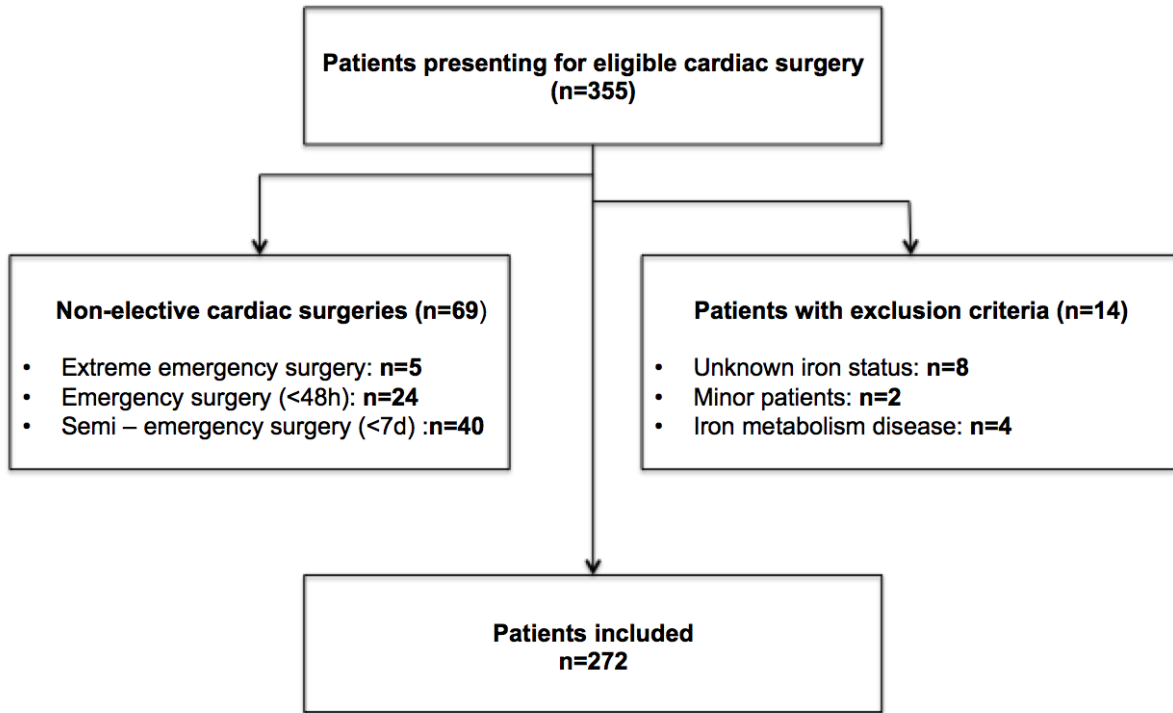 Patients presenting for eligible cardiac surgery
(n=355)
Non-elective cardiac surgeries (n=69)
• Extreme emergency surgery: n=5
• Emergency surgery (<48h): n=24
• Semi – emergency surgery (<7d) :n=40
Patients with exclusion criteria (n=14)
• Unknown iron status: n=8
• Minor patients: n=2
• Iron metabolism disease: n=4
Patients included
n=272